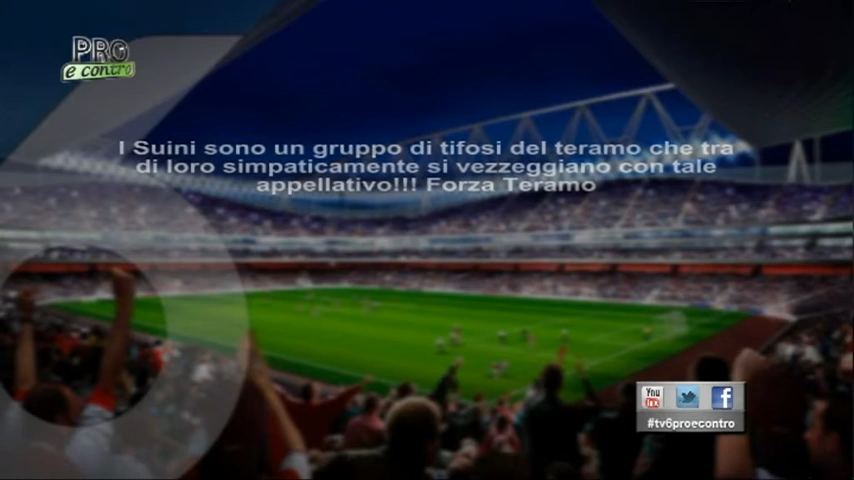 PRO
e contro
I Suini sono un gruppo di tifosi del teramo che tra
di loro simpaticamente si vezzeggiano con tale
appellativo!!! Forza Teramo
You
#tv6proecontro